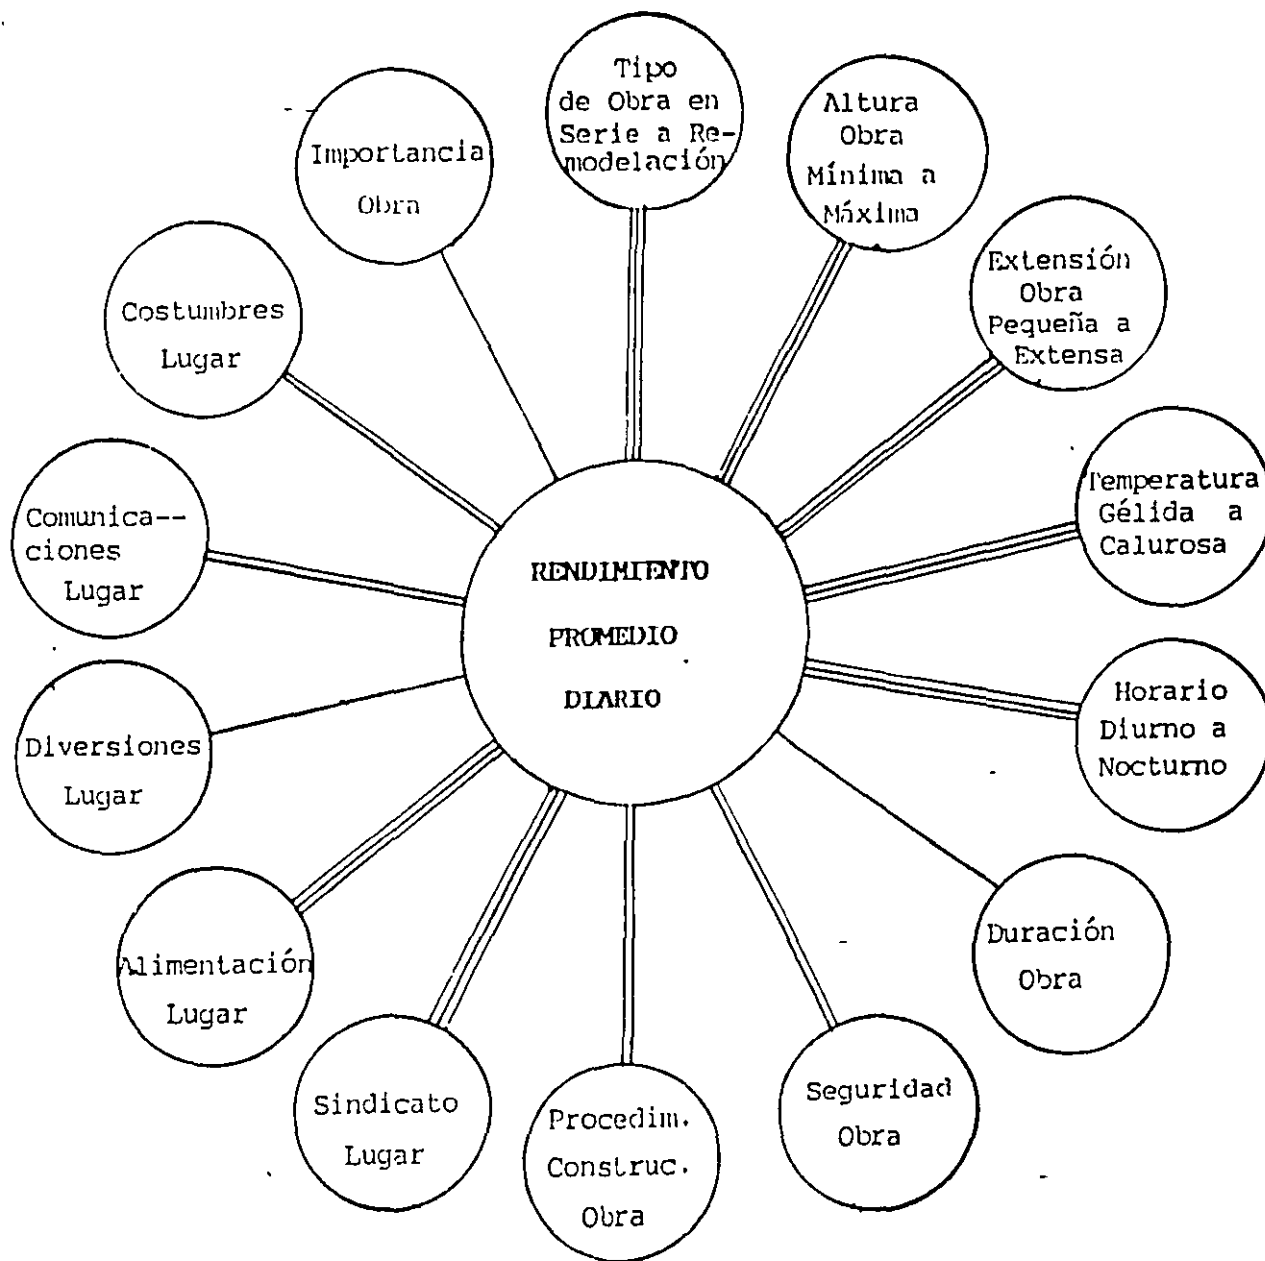 Tipo
de Obra en
Serie a Re-
modelación
Altura
Obra
Mínima a
Máxima
Extensión
Obra
Pequeña a
Extensa
Temperatura
Gélida a
Calurosa
Horario
Diurno a
Nocturno
Duración
Obra
Seguridad
Obra
Procedim.
Construc.
Obra
Sindicato
Lugar
Alimentación
Lugar
Diversiones
Lugar
Comunica--
ciones
Lugar
Costumbres
Lugar
Importancia
Obra
RENDIMIENTO
PROMEDIO
DIARIO